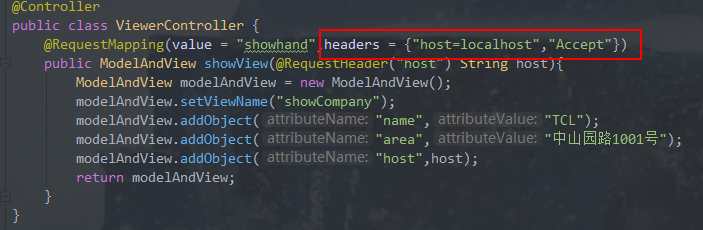 @Controller
public class ViewerController {
@RequestMapping(value = "showhand",headers = {"host=localhost","Accept"})
public ModelAndView showView(@RequestHeader("host") String host){
ModelAndView modelAndView = new ModelAndView();
modelAndView.setViewName("showCompany");
modelAndView.addObject( attributeName: "name", attributeValue: "TCL");
modelAndView.addObject( attributeName: "area", attributeValue: "中山园路1001号");
modelAndView.addObject( attributeName: "host",host);
return modelAndView;
}
}